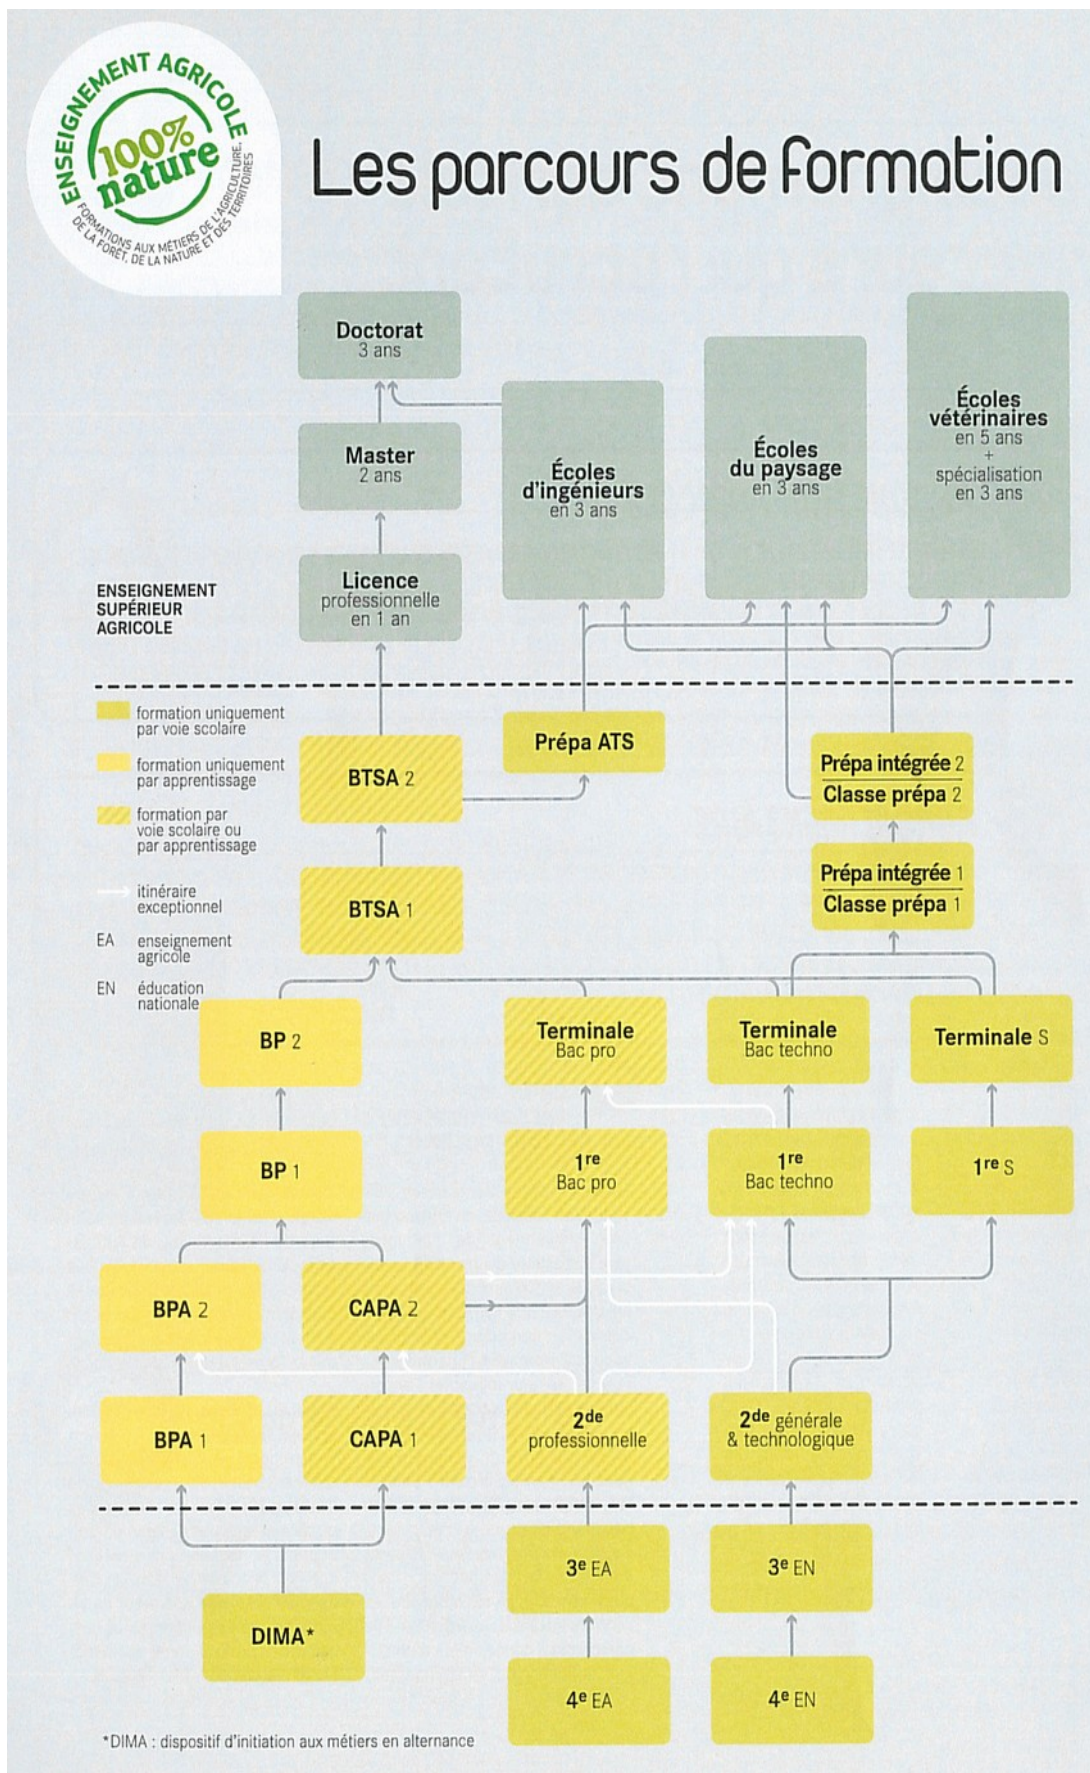 ENSEIGNEMENT AGRICOLE
100%
nature
FORMATIONS AUX MÉTIERS DE L'AGRICULTURE,
DE LA FORÊT, DE LA NATURE ET DES TERRITOIRES
Les parcours de formation
Doctorat
3 ans
Master
2 ans
Licence
professionnelle
en 1 an
Écoles
d'ingénieurs
en 3 ans
Écoles
du paysage
en 3 ans
Écoles
vétérinaires
en 5 ans
+
spécialisation
en 3 ans
ENSEIGNEMENT
SUPÉRIEUR
AGRICOLE
formation uniquement
par voie scolaire
formation uniquement
par apprentissage
formation par
voie scolaire ou
par apprentissage
itinéraire
exceptionnel
EA enseignement
agricole
EN éducation
nationale
BTSA 2
Prépa ATS
Prépa intégrée 2
Classe prépa 2
BTSA 1
Prépa intégrée 1
Classe prépa 1
BP 2
Terminale
Bac pro
Terminale
Bac techno
Terminale S
BP 1
1re
Bac pro
1re
Bac techno
1re S
BPA 2
CAPA 2
BPA 1
CAPA 1
2de
professionnelle
2de générale
& technologique
3e EA
3e EN
DIMA*
4e EA
4e EN
*DIMA : dispositif d'initiation aux métiers en alternance